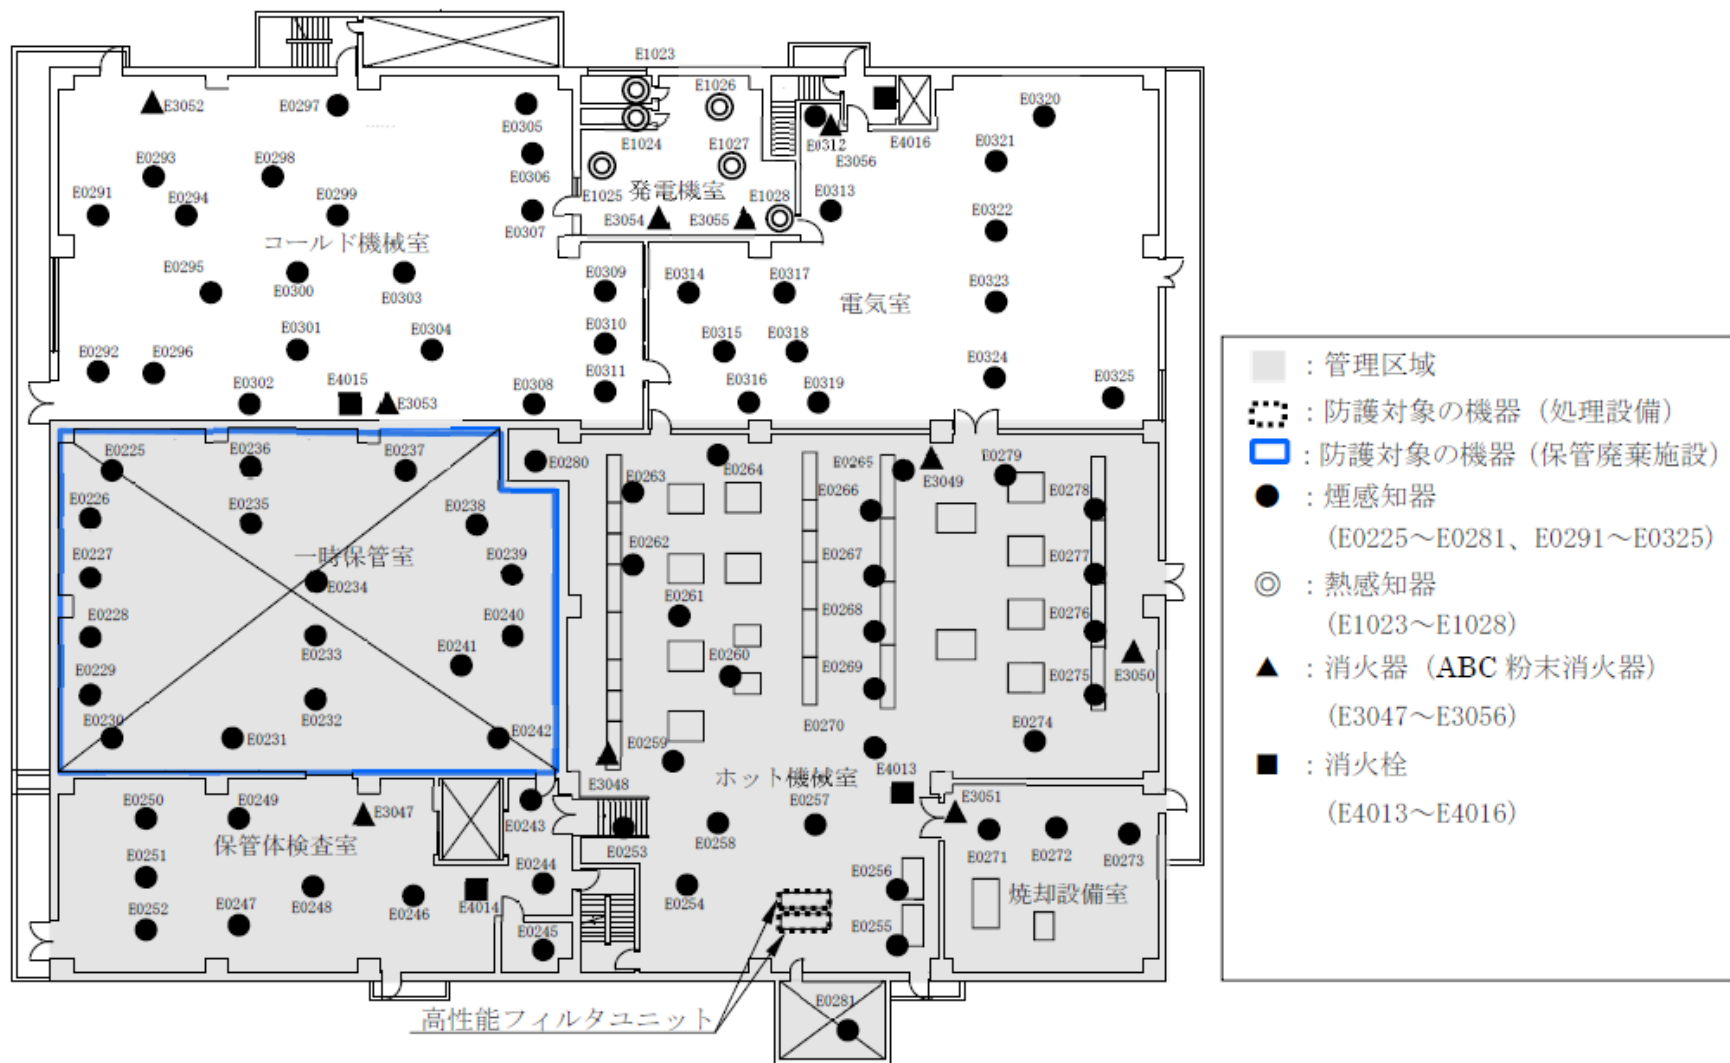 E1023
E3052
E0297
E0305
E1026
E0320
E1024
E1027
E0312
E3056
E4016
E0321
E0293
E0298
E0306
E1025
発電機室
E1028
E0313
E0291
E0294
E0299
E0307
E3054
E3055
E0322
コールド機械室
E0295
E0300
E0303
E0309
E0314
E0317
電気室
E0323
E0301
E0304
E0310
E0315
E0318
E0292
E0296
E0302
E4015
E3053
E0308
E0311
E0316
E0319
E0324
E0325
E0225
E0236
E0237
E0280
E0263
E0264
E0265
E3049
E0279
E0278
E0226
E0235
E0238
E0266
E0227
一時保管室
E0239
E0262
E0267
E0277
E0234
E0228
E0233
E0240
E0261
E0268
E0276
E0229
E0241
E0260
E0269
E0275
E3050
E0230
E0232
E0231
E0242
E0259
E0270
E0274
E3048
ホット機械室
E4013
E0250
E0249
E3047
E0243
E0253
E0258
E0257
E3051
E0271
E0272
E0273
保管体検査室
E0251
E0244
E0256
焼却設備室
E0252
E0247
E0248
E0246
E4014
E0245
E0254
E0255
高性能フィルタユニット
E0281
：管理区域
：防護対象の機器（処理設備）
：防護対象の機器（保管廃棄施設）
：煙感知器
（E0225～E0281、E0291～E0325）
：熱感知器
（E1023～E1028）
：消火器（ABC 粉末消火器）
（E3047～E3056）
：消火栓
（E4013～E4016）